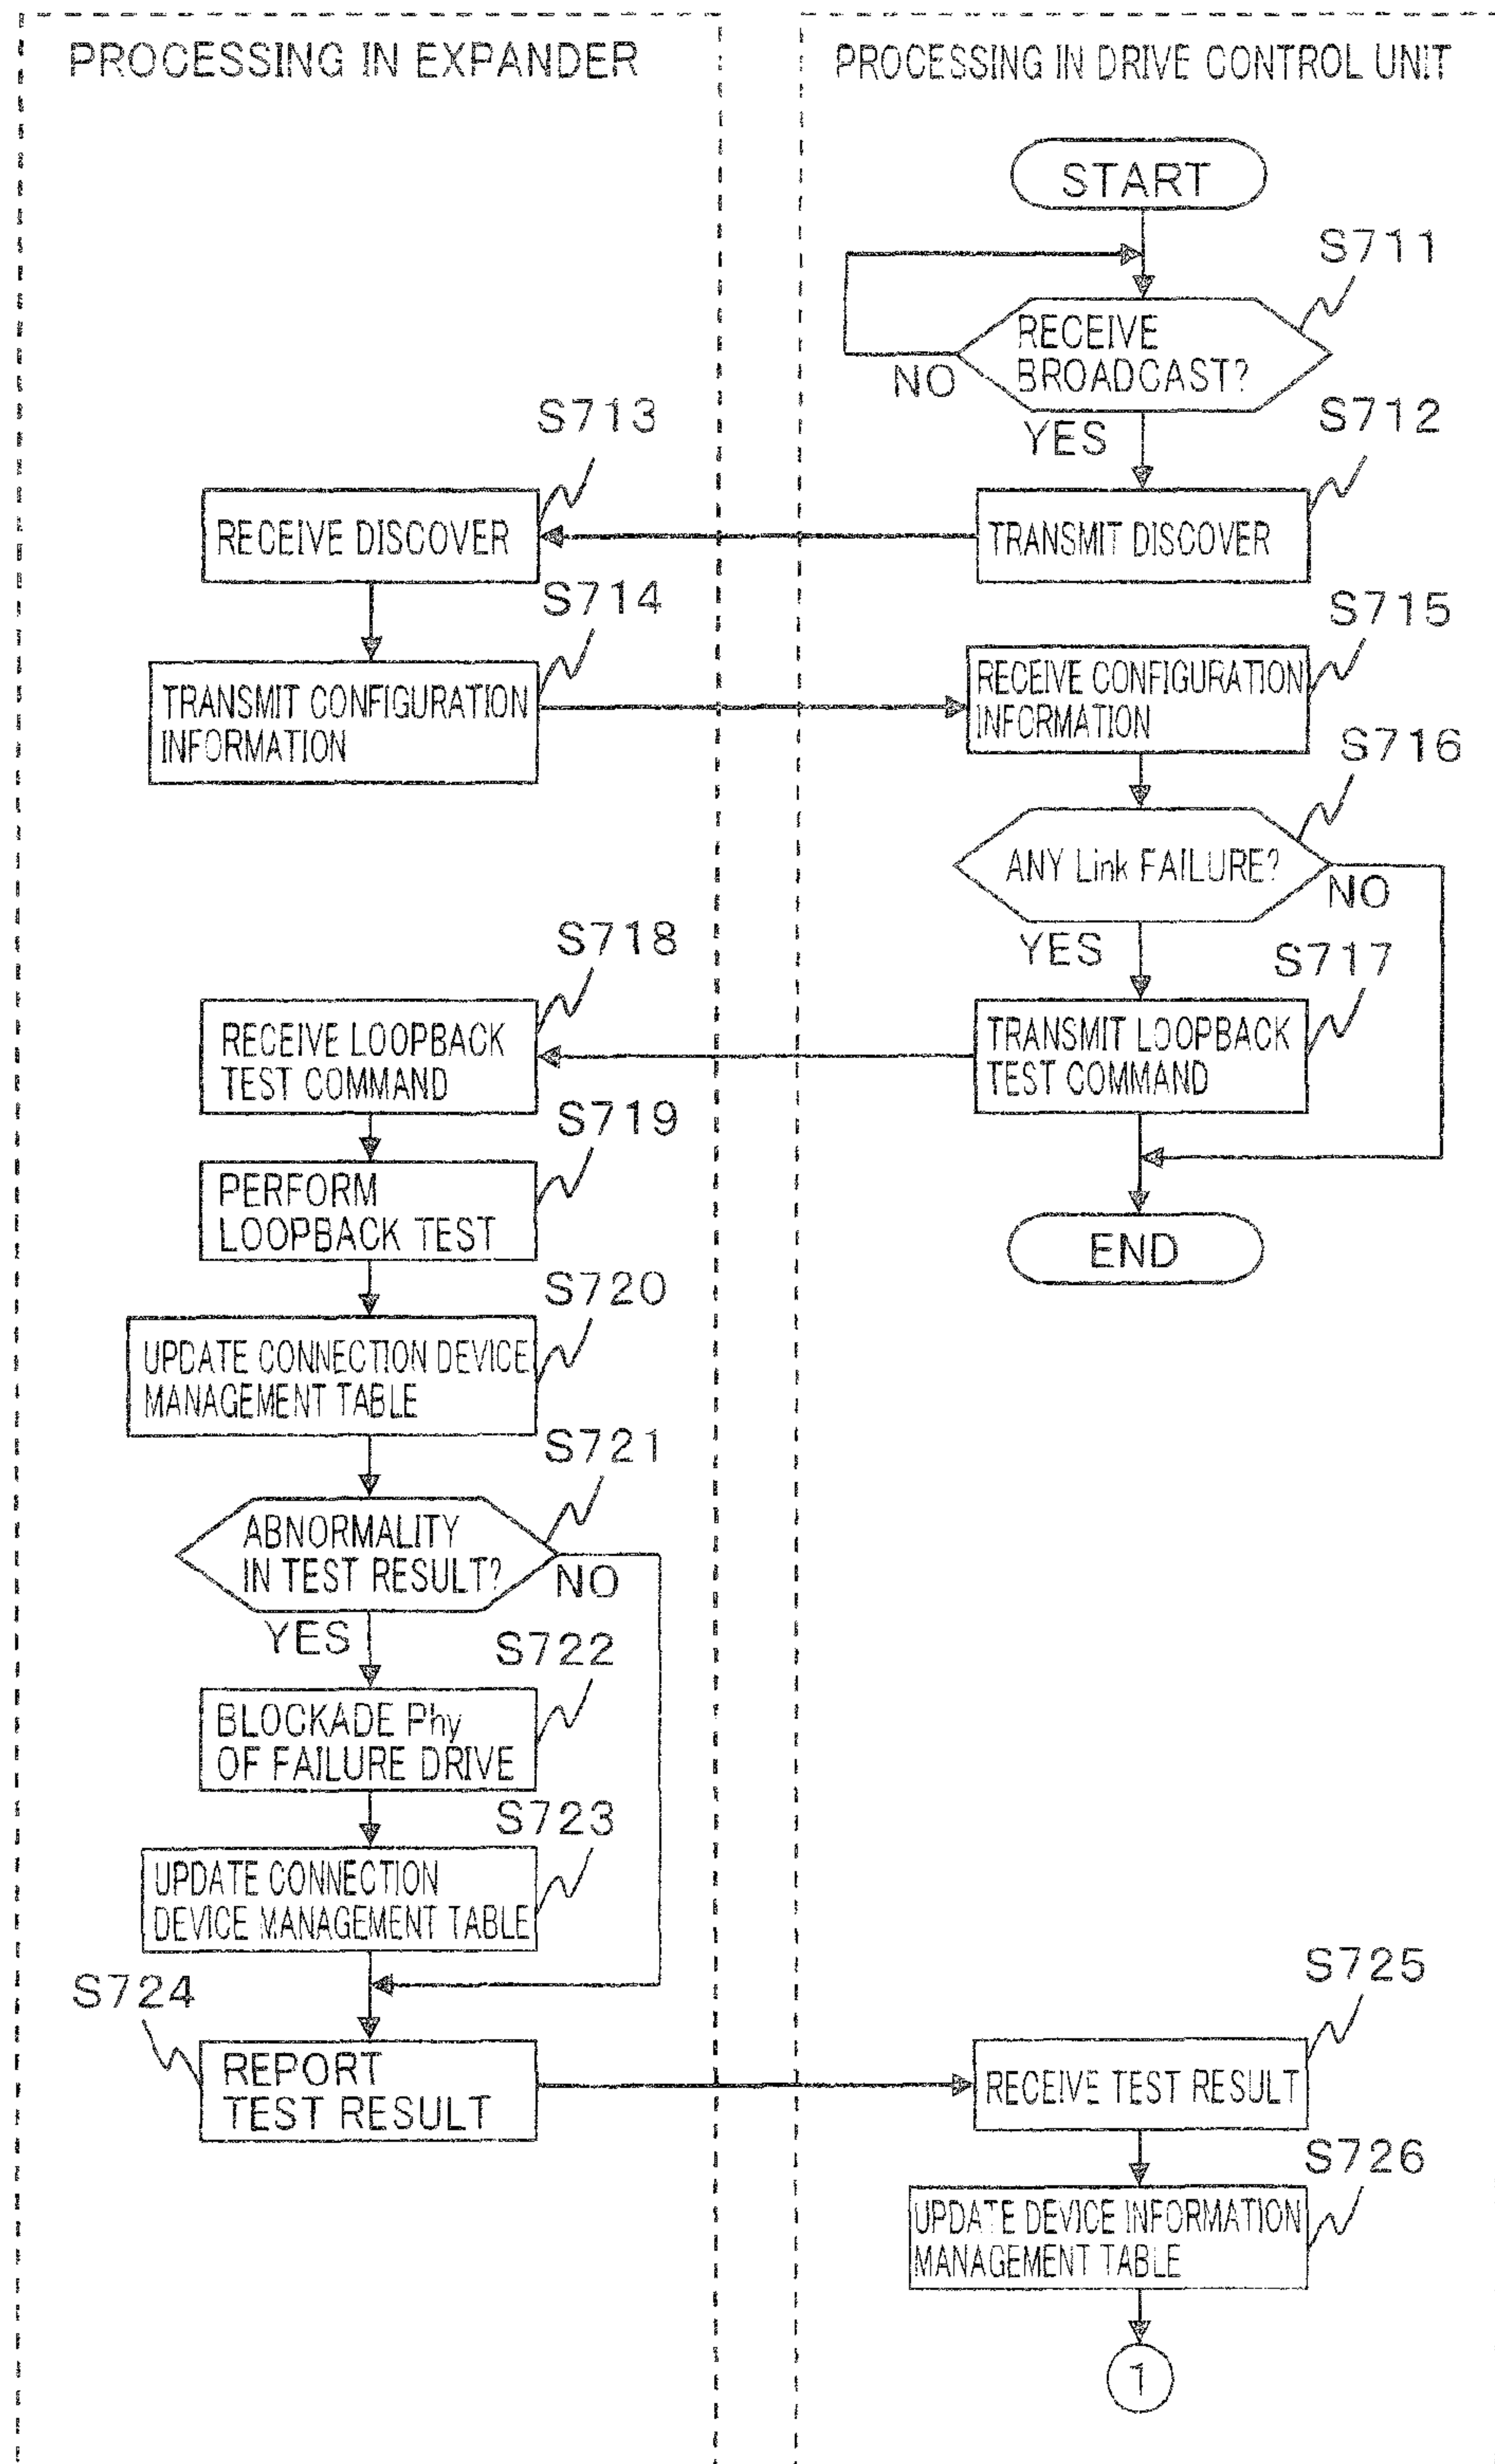 PROCESSING IN EXPANDER
PROCESSING IN DRIVE CONTROL UNIT
START
S711
RECEIVE
BROADCAST?
NO
YES
S712
TRANSMIT DISCOVER
S713
RECEIVE DISCOVER
S714
TRANSMIT CONFIGURATION
INFORMATION
S715
RECEIVE CONFIGURATION
INFORMATION
S716
ANY Link FAILURE?
NO
YES
S717
TRANSMIT LOOPBACK
TEST COMMAND
END
S718
RECEIVE LOOPBACK
TEST COMMAND
S719
PERFORM
LOOPBACK TEST
S720
UPDATE CONNECTION DEVICE
MANAGEMENT TABLE
S721
ABNORMALITY
IN TEST RESULT?
NO
YES
S722
BLOCKADE Phy
OF FAILURE DRIVE
S723
UPDATE CONNECTION
DEVICE MANAGEMENT TABLE
S724
REPORT
TEST RESULT
S725
RECEIVE TEST RESULT
S726
UPDATE DEVICE INFORMATION
MANAGEMENT TABLE
1